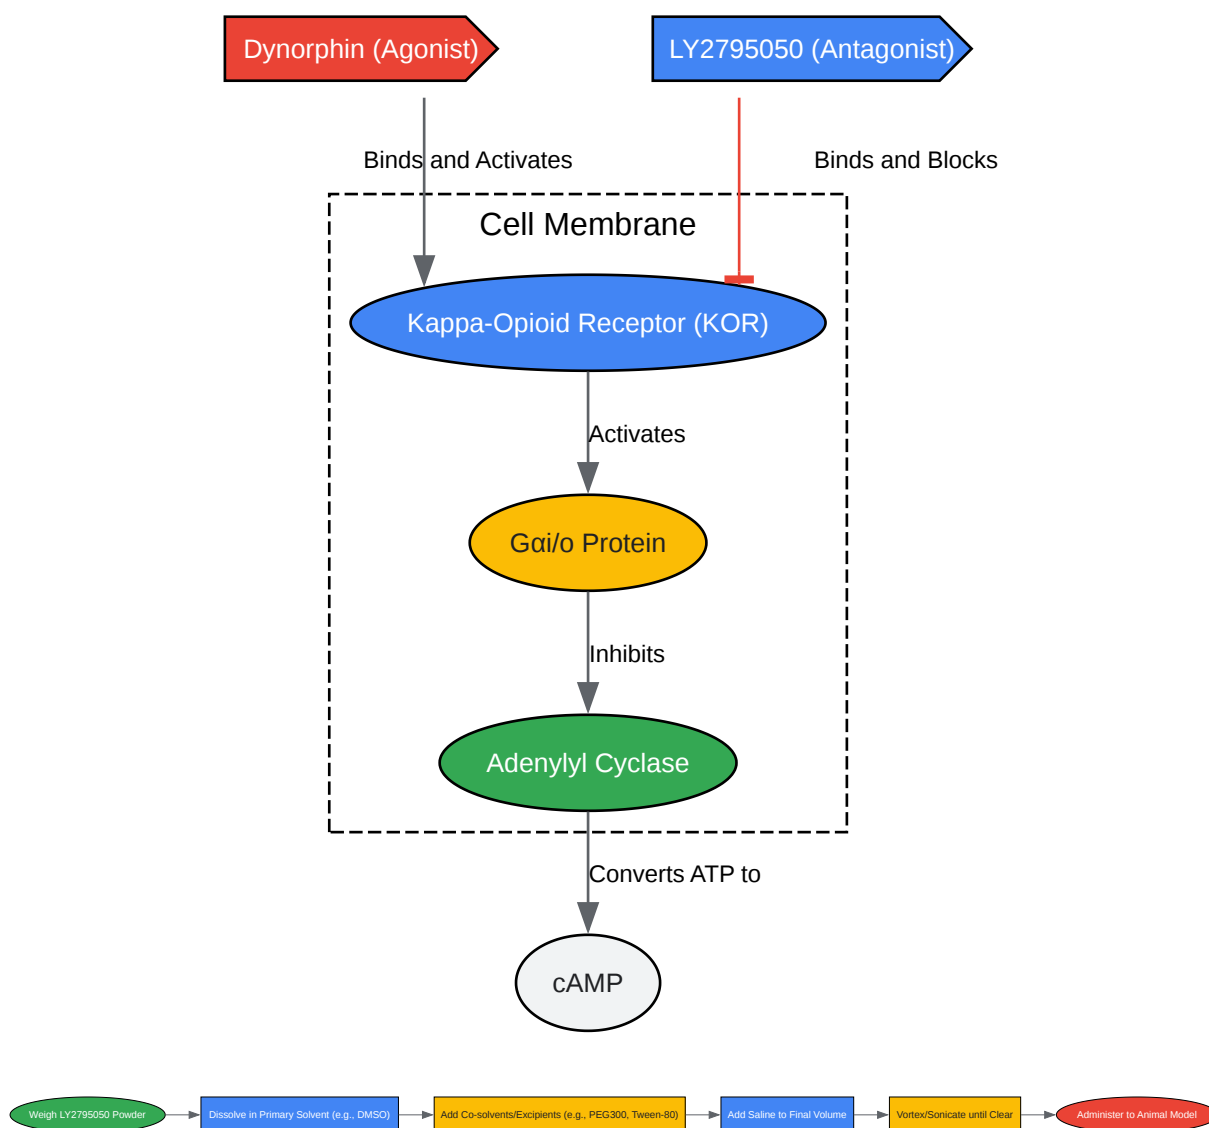 Dynorphin (Agonist)
LY2795050 (Antagonist)
Binds and Activates
Binds and Blocks
Cell Membrane
Kappa-Opioid Receptor (KOR)
Activates
Gαi/o Protein
Inhibits
Adenylyl Cyclase
Converts ATP to
cAMP
Weigh LY2795050 Powder
Dissolve in Primary Solvent (e.g., DMSO)
Add Co-solvents/Excipients (e.g., PEG300, Tween-80)
Add Saline to Final Volume
Vortex/Sonicate until Clear
Administer to Animal Model